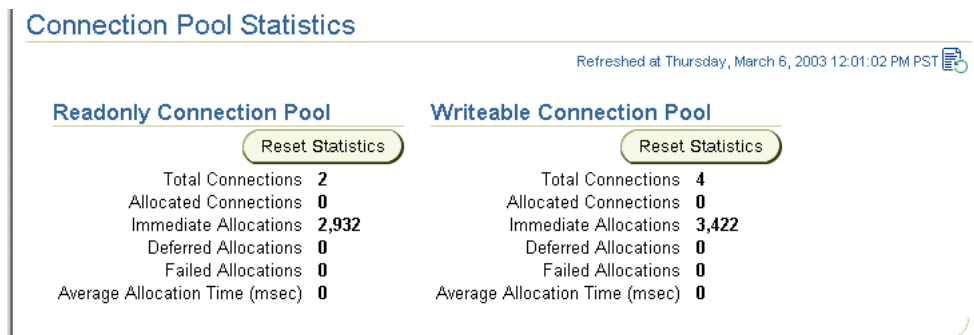 Connection Pool Statistics
Refreshed at Thursday, March 6, 2003 12:01:02 PM PST
Readonly Connection Pool
Reset Statistics
Total Connections 2
Allocated Connections 0
Immediate Allocations 2,932
Deferred Allocations 0
Failed Allocations 0
Average Allocation Time (msec) 0
Writeable Connection Pool
Reset Statistics
Total Connections 4
Allocated Connections 0
Immediate Allocations 3,422
Deferred Allocations 0
Failed Allocations 0
Average Allocation Time (msec) 0